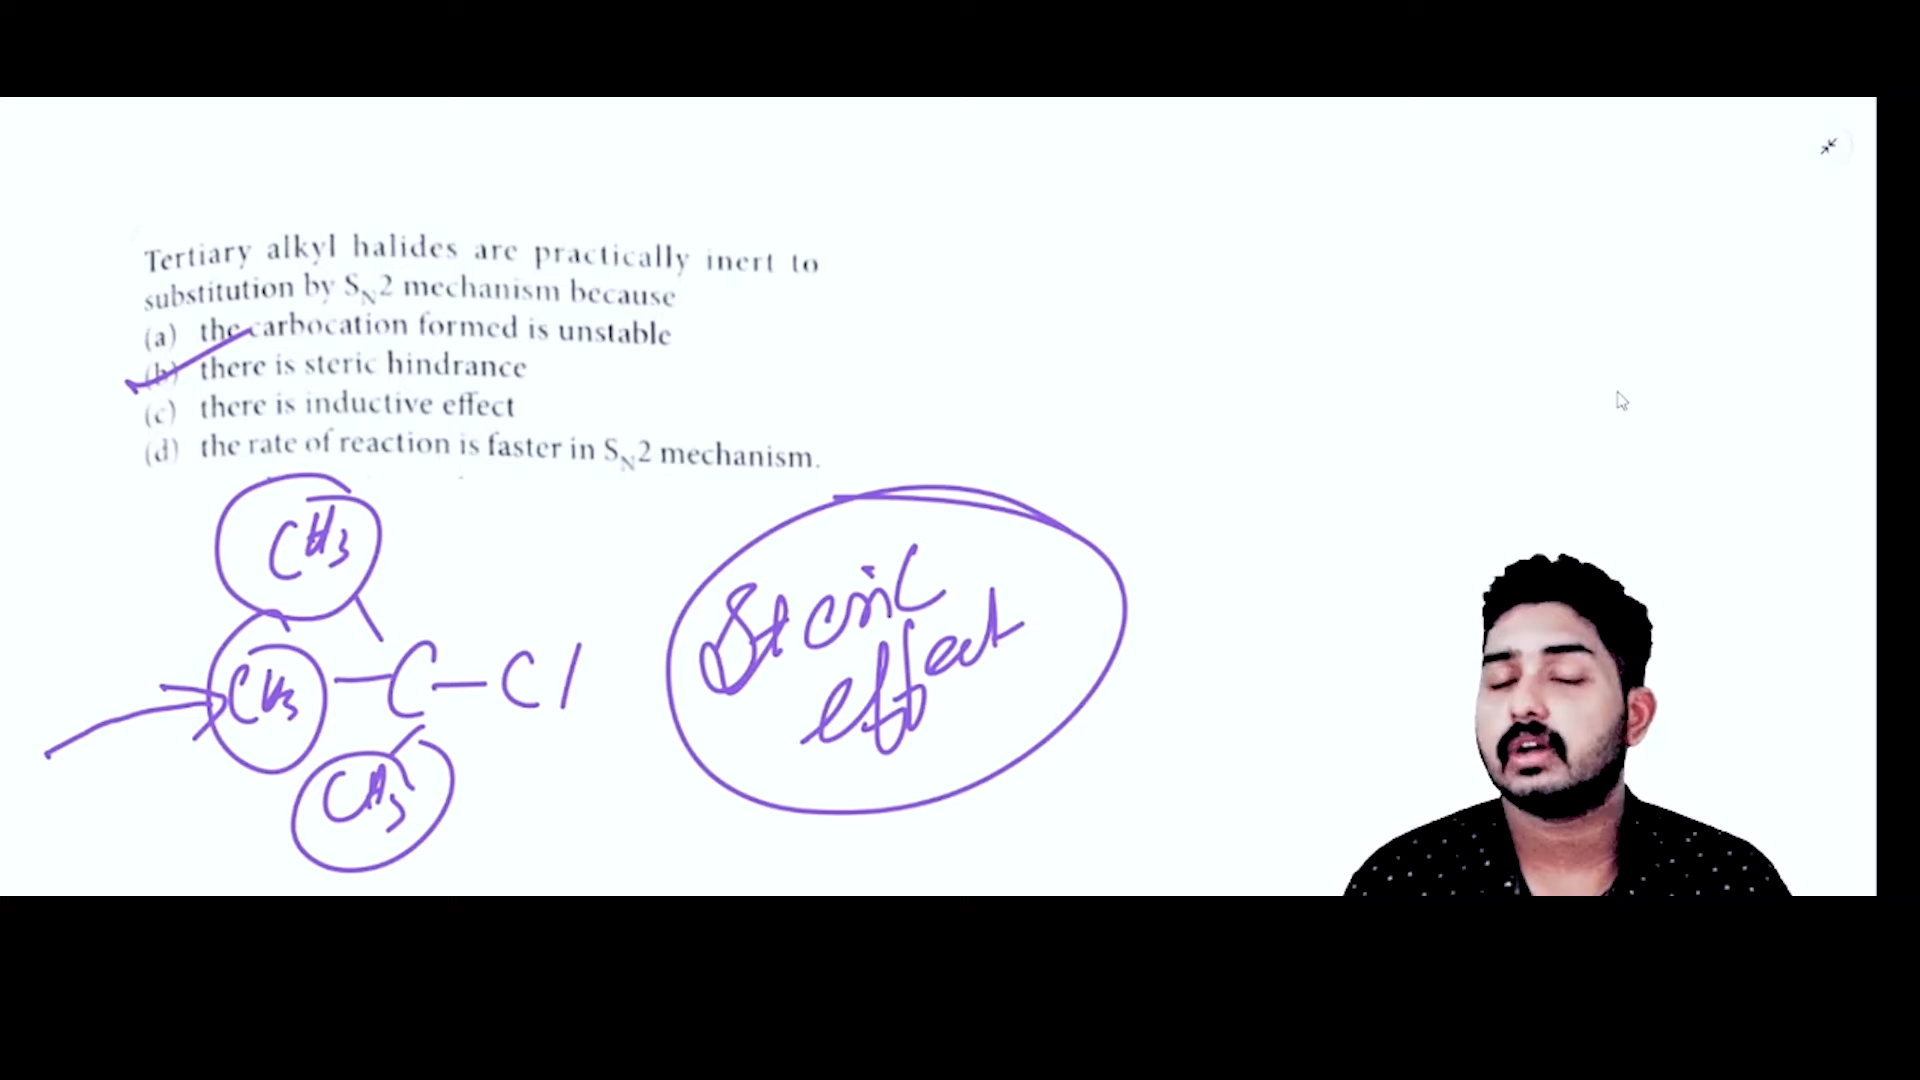 Tertiary alkyl halides are practically inert to
substitution by SN2 mechanism because
(a) the carbocation formed is unstable
(b) there is steric hindrance
(c) there is inductive effect
(d) the rate of reaction is faster in SN2 mechanism.
CH3
CH3 - C - Cl
CH3
Steric
effect